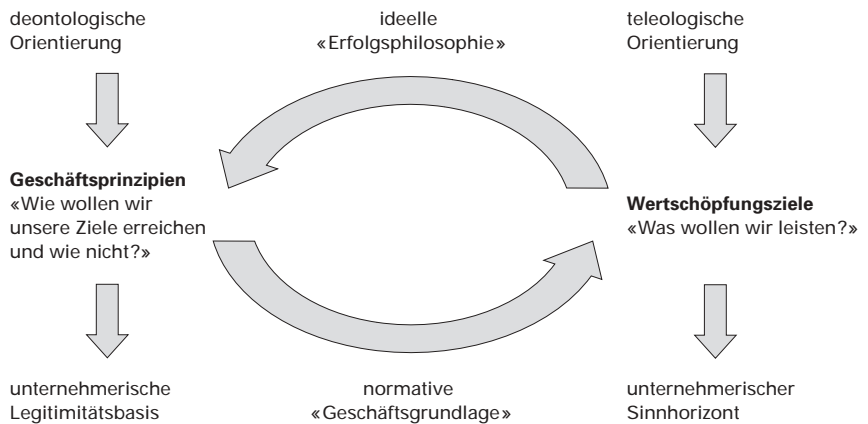 deontologische
Orientierung
ideelle
«Erfolgsphilosophie»
teleologische
Orientierung
Geschäftsprinzipien
«Wie wollen wir
unsere Ziele erreichen
und wie nicht?»
Wertschöpfungsziele
«Was wollen wir leisten?»
unternehmerische
Legitimitätsbasis
normative
«Geschäftsgrundlage»
unternehmerischer
Sinnhorizont